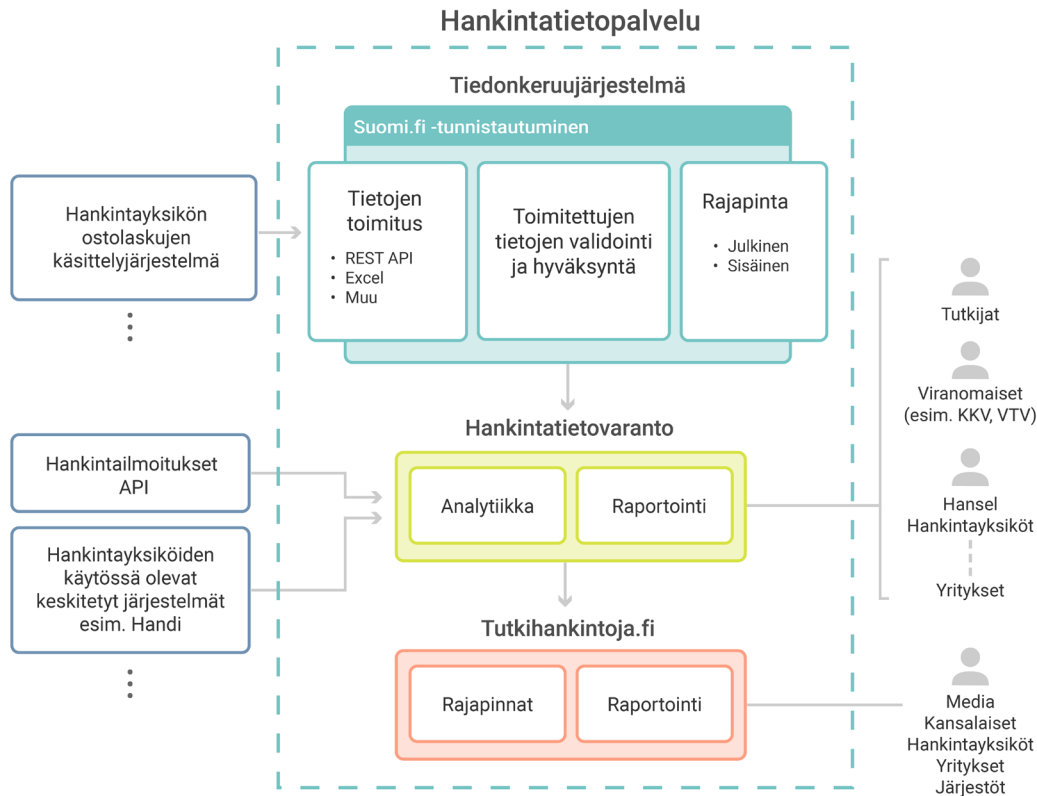 Hankintatietopalvelu
Tiedonkeruujärjestelmä
Suomi.fi -tunnistautuminen
Hankintayksikön
ostolaskujen
käsittelyjärjestelmä
Tietojen
toimitus
• REST API
• Excel
• Muu
Toimitettujen
tietojen validointi
ja hyväksyntä
Rajapinta
• Julkinen
• Sisäinen
Tutkijat
Viranomaiset
(esim. KKV, VTV)
Hansel
Hankintayksiköt
Yritykset
Hankintatietovaranto
Hankintailmoitukset
API
Analytiikka
Raportointi
Hankintayksiköiden
käytössä olevat
keskitetyt järjestelmät
esim. Handi
Tutkihankintoja.fi
Rajapinnat
Raportointi
Media
Kansalaiset
Hankintayksiköt
Yritykset
Järjestöt